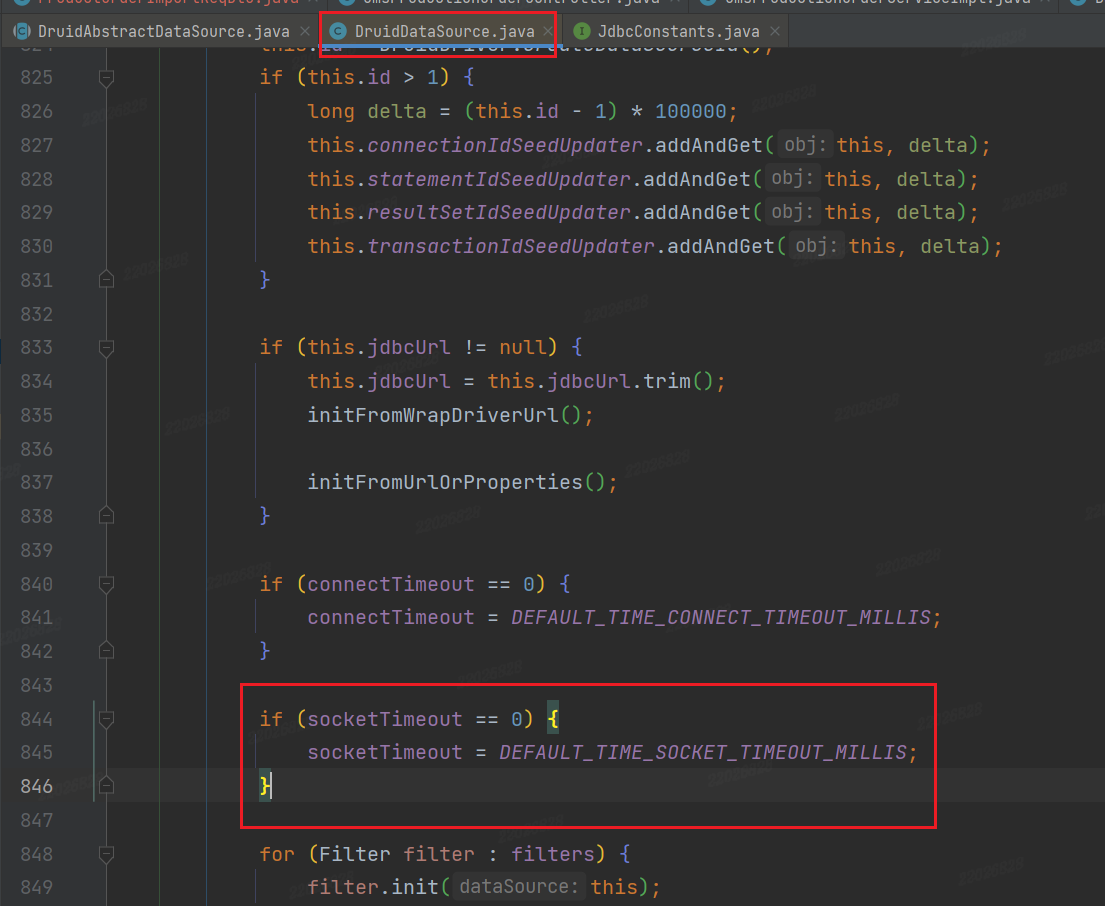 ProductOrderImportReqDto.java
DruidAbstractDataSource.java DruidDataSource.java JdbcConstants.java
825 if (this.id > 1) {
826 long delta = (this.id - 1) * 100000;
827 this.connectionIdSeedUpdater.addAndGet( obj: this, delta);
828 this.statementIdSeedUpdater.addAndGet( obj: this, delta);
829 this.resultSetIdSeedUpdater.addAndGet( obj: this, delta);
830 this.transactionIdSeedUpdater.addAndGet( obj: this, delta);
831 }
832
833 if (this.jdbcUrl != null) {
834 this.jdbcUrl = this.jdbcUrl.trim();
835 initFromWrapDriverUrl();
836
837 initFromUrlOrProperties();
838 }
839
840 if (connectTimeout == 0) {
841 connectTimeout = DEFAULT_TIME_CONNECT_TIMEOUT_MILLIS;
842 }
843
844 if (socketTimeout == 0) {
845 socketTimeout = DEFAULT_TIME_SOCKET_TIMEOUT_MILLIS;
846 }
847
848 for (Filter filter : filters) {
849 filter.init( dataSource: this);